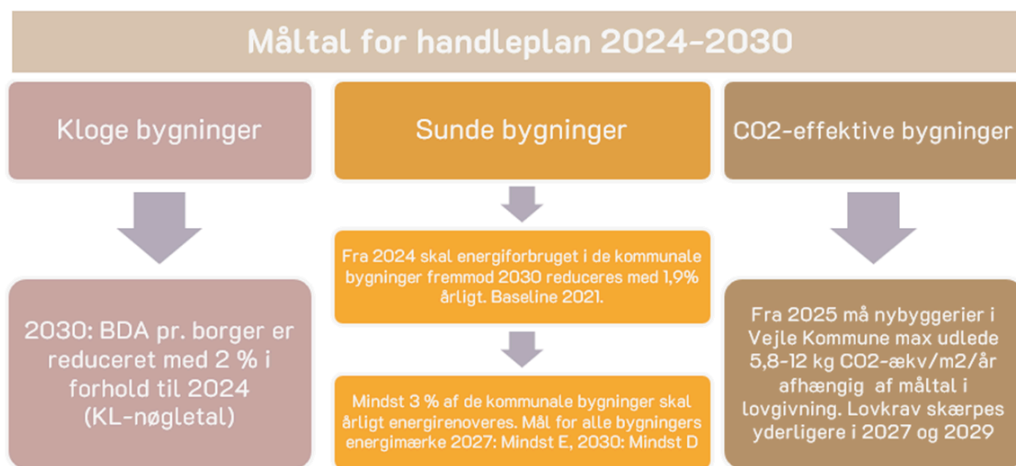 Måltal for handleplan 2024-2030
Kloge bygninger
2030: BDA pr. borger er
reduceret med 2 % i
forhold til 2024
(KL-nøgletal)
Sunde bygninger
Fra 2024 skal energiforbruget i de kommunale
bygninger fremmod 2030 reduceres med 1,9%
årligt. Baseline 2021.
Mindst 3 % af de kommunale bygninger skal
årligt energirenoveres. Mål for alle bygningers
energimærke 2027: Mindst E, 2030: Mindst D
CO2-effektive bygninger
Fra 2025 må nybyggerier i
Vejle Kommune max udlede
5,8-12 kg CO2-ækv/m2/år
afhængig af måltal i
lovgivning. Lovkrav skærpes
yderligere i 2027 og 2029